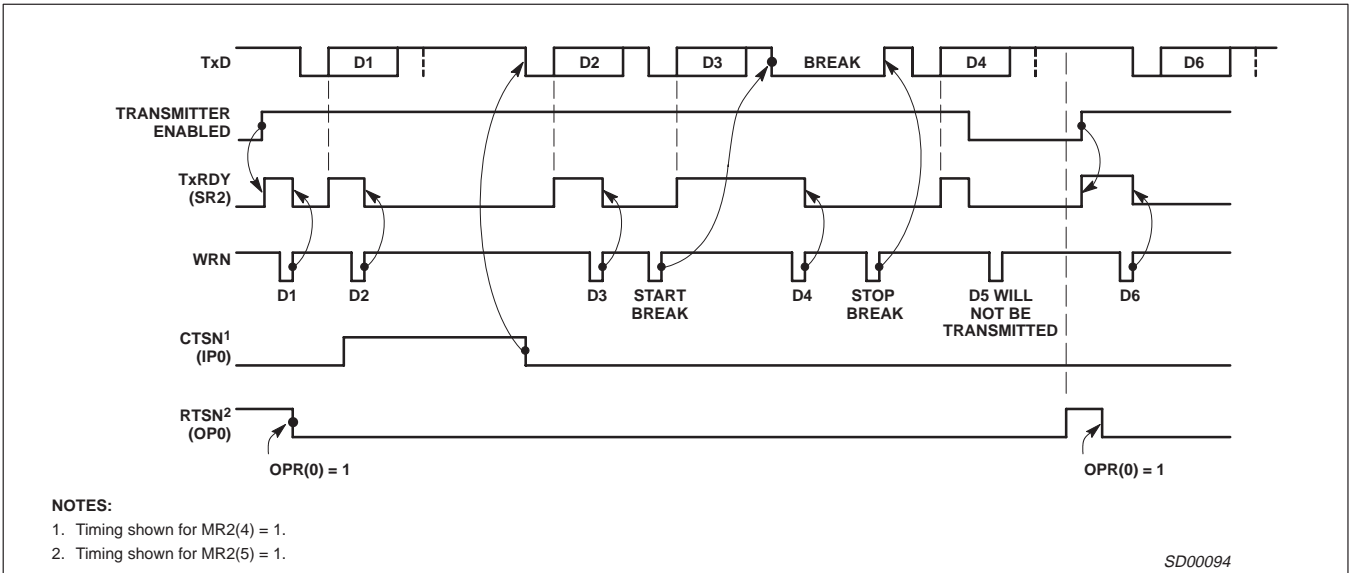 TxD
D1
D2
D3
BREAK
D4
D6
TRANSMITTER
ENABLED
TxRDY
(SR2)
WRN
D1
D2
D3
START
BREAK
D4
STOP
BREAK
D5 WILL
NOT BE
TRANSMITTED
D6
CTSN1
(IP0)
RTSN2
(OP0)
OPR(0) = 1
OPR(0) = 1
NOTES:
1. Timing shown for MR2(4) = 1.
2. Timing shown for MR2(5) = 1.
SD00094